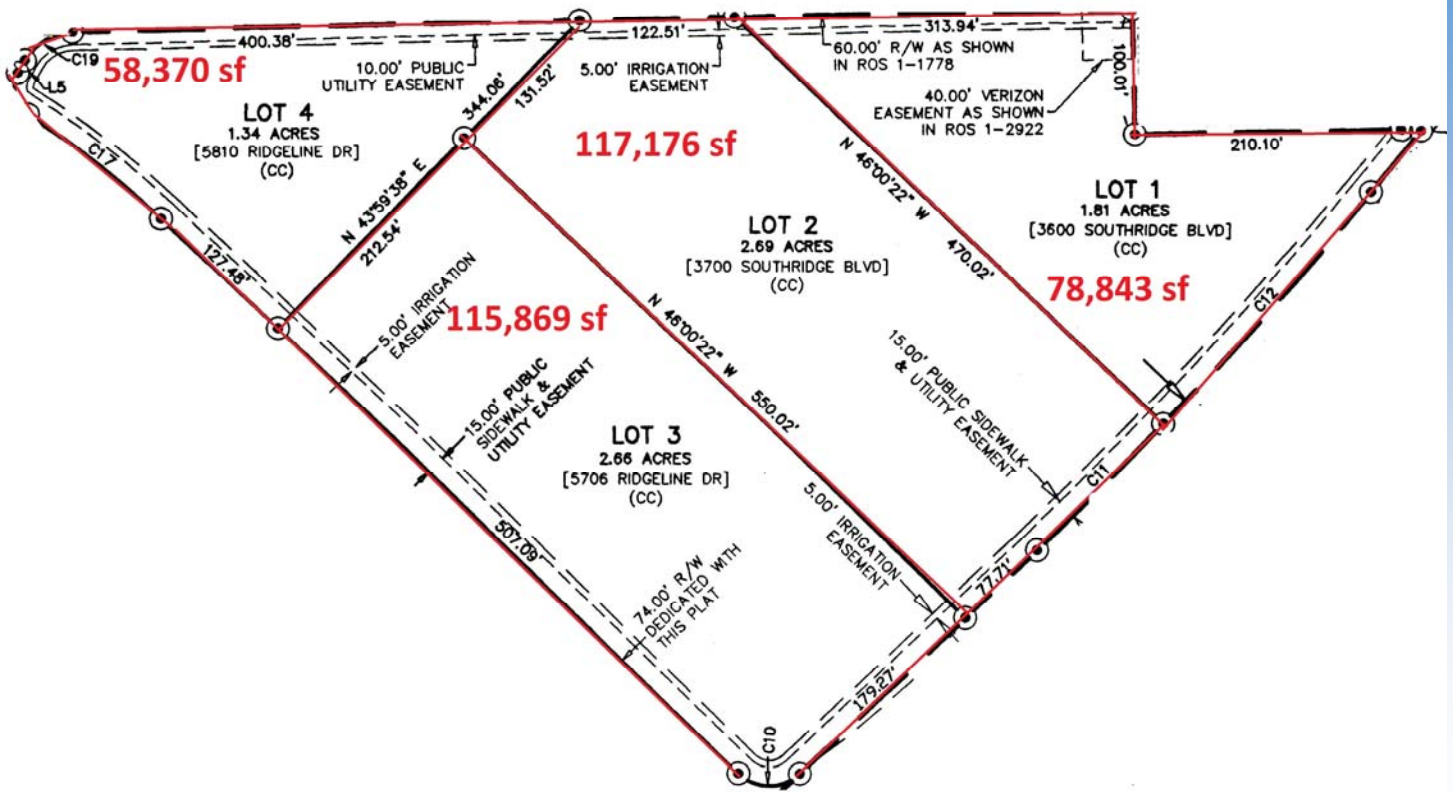 400.38'
122.51'
313.94'
C19
58,370 sf
L5
10.00' PUBLIC
UTILITY EASEMENT
344.06'
131.52'
5.00' IRRIGATION
EASEMENT
60.00' R/W AS SHOWN
IN ROS 1-1778
100.01'
40.00' VERIZON
EASEMENT AS SHOWN
IN ROS 1-2922
210.10'
LOT 4
1.34 ACRES
[5810 RIDGELINE DR]
(CC)
C17
117,176 sf
N 43°59'38" E
212.54'
127.48'
N 46°00'22" W
470.02'
LOT 1
1.81 ACRES
[3600 SOUTHRIDGE BLVD]
(CC)
78,843 sf
C12
LOT 2
2.69 ACRES
[3700 SOUTHRIDGE BLVD]
(CC)
5.00' IRRIGATION
EASEMENT
115,869 sf
N 46°00'22" W
550.02'
15.00' PUBLIC
SIDEWALK &
UTILITY EASEMENT
15.00' PUBLIC SIDEWALK
& UTILITY EASEMENT
LOT 3
2.66 ACRES
[5706 RIDGELINE DR]
(CC)
C11
507.09'
5.00' IRRIGATION
EASEMENT
77.71'
74.00' R/W
DEDICATED WITH
THIS PLAT
179.27'
C10